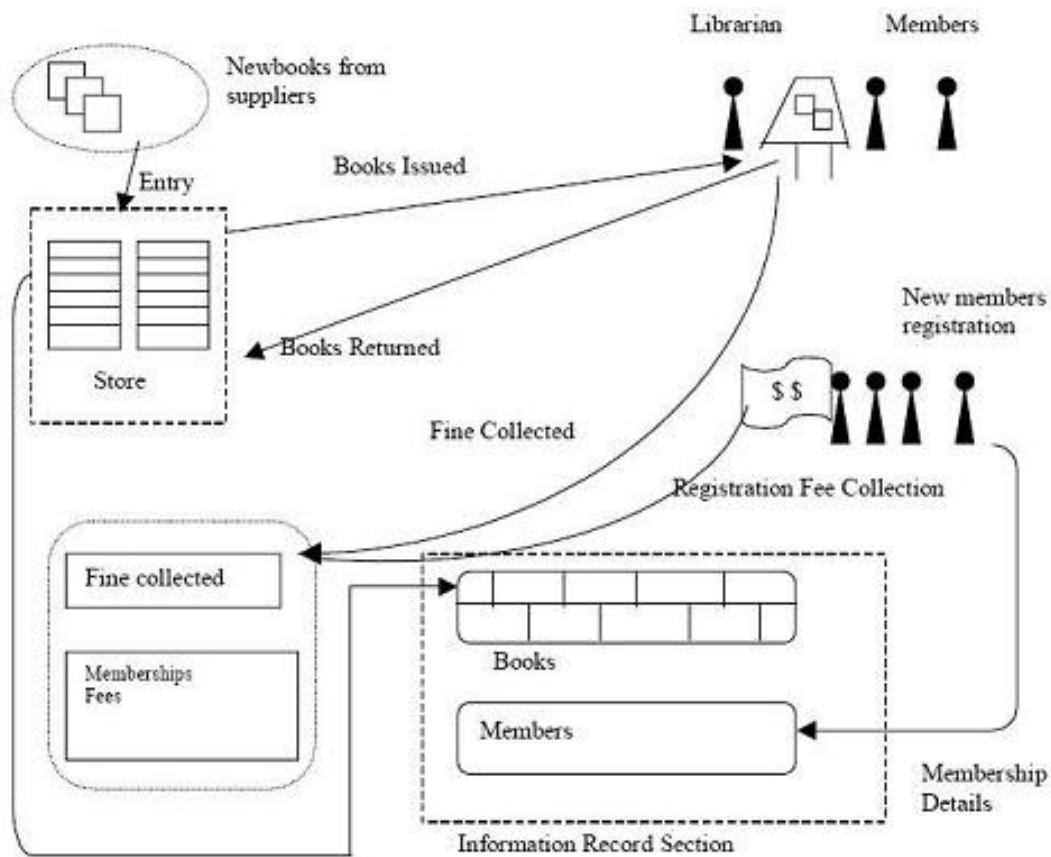 Librarian
Members
Newbooks from
suppliers
Books Issued
Entry
New members
registration
Books Returned
Store
$ $
Fine Collected
Registration Fee Collection
Fine collected
Memberships
Fees
Books
Members
Membership
Details
Information Record Section